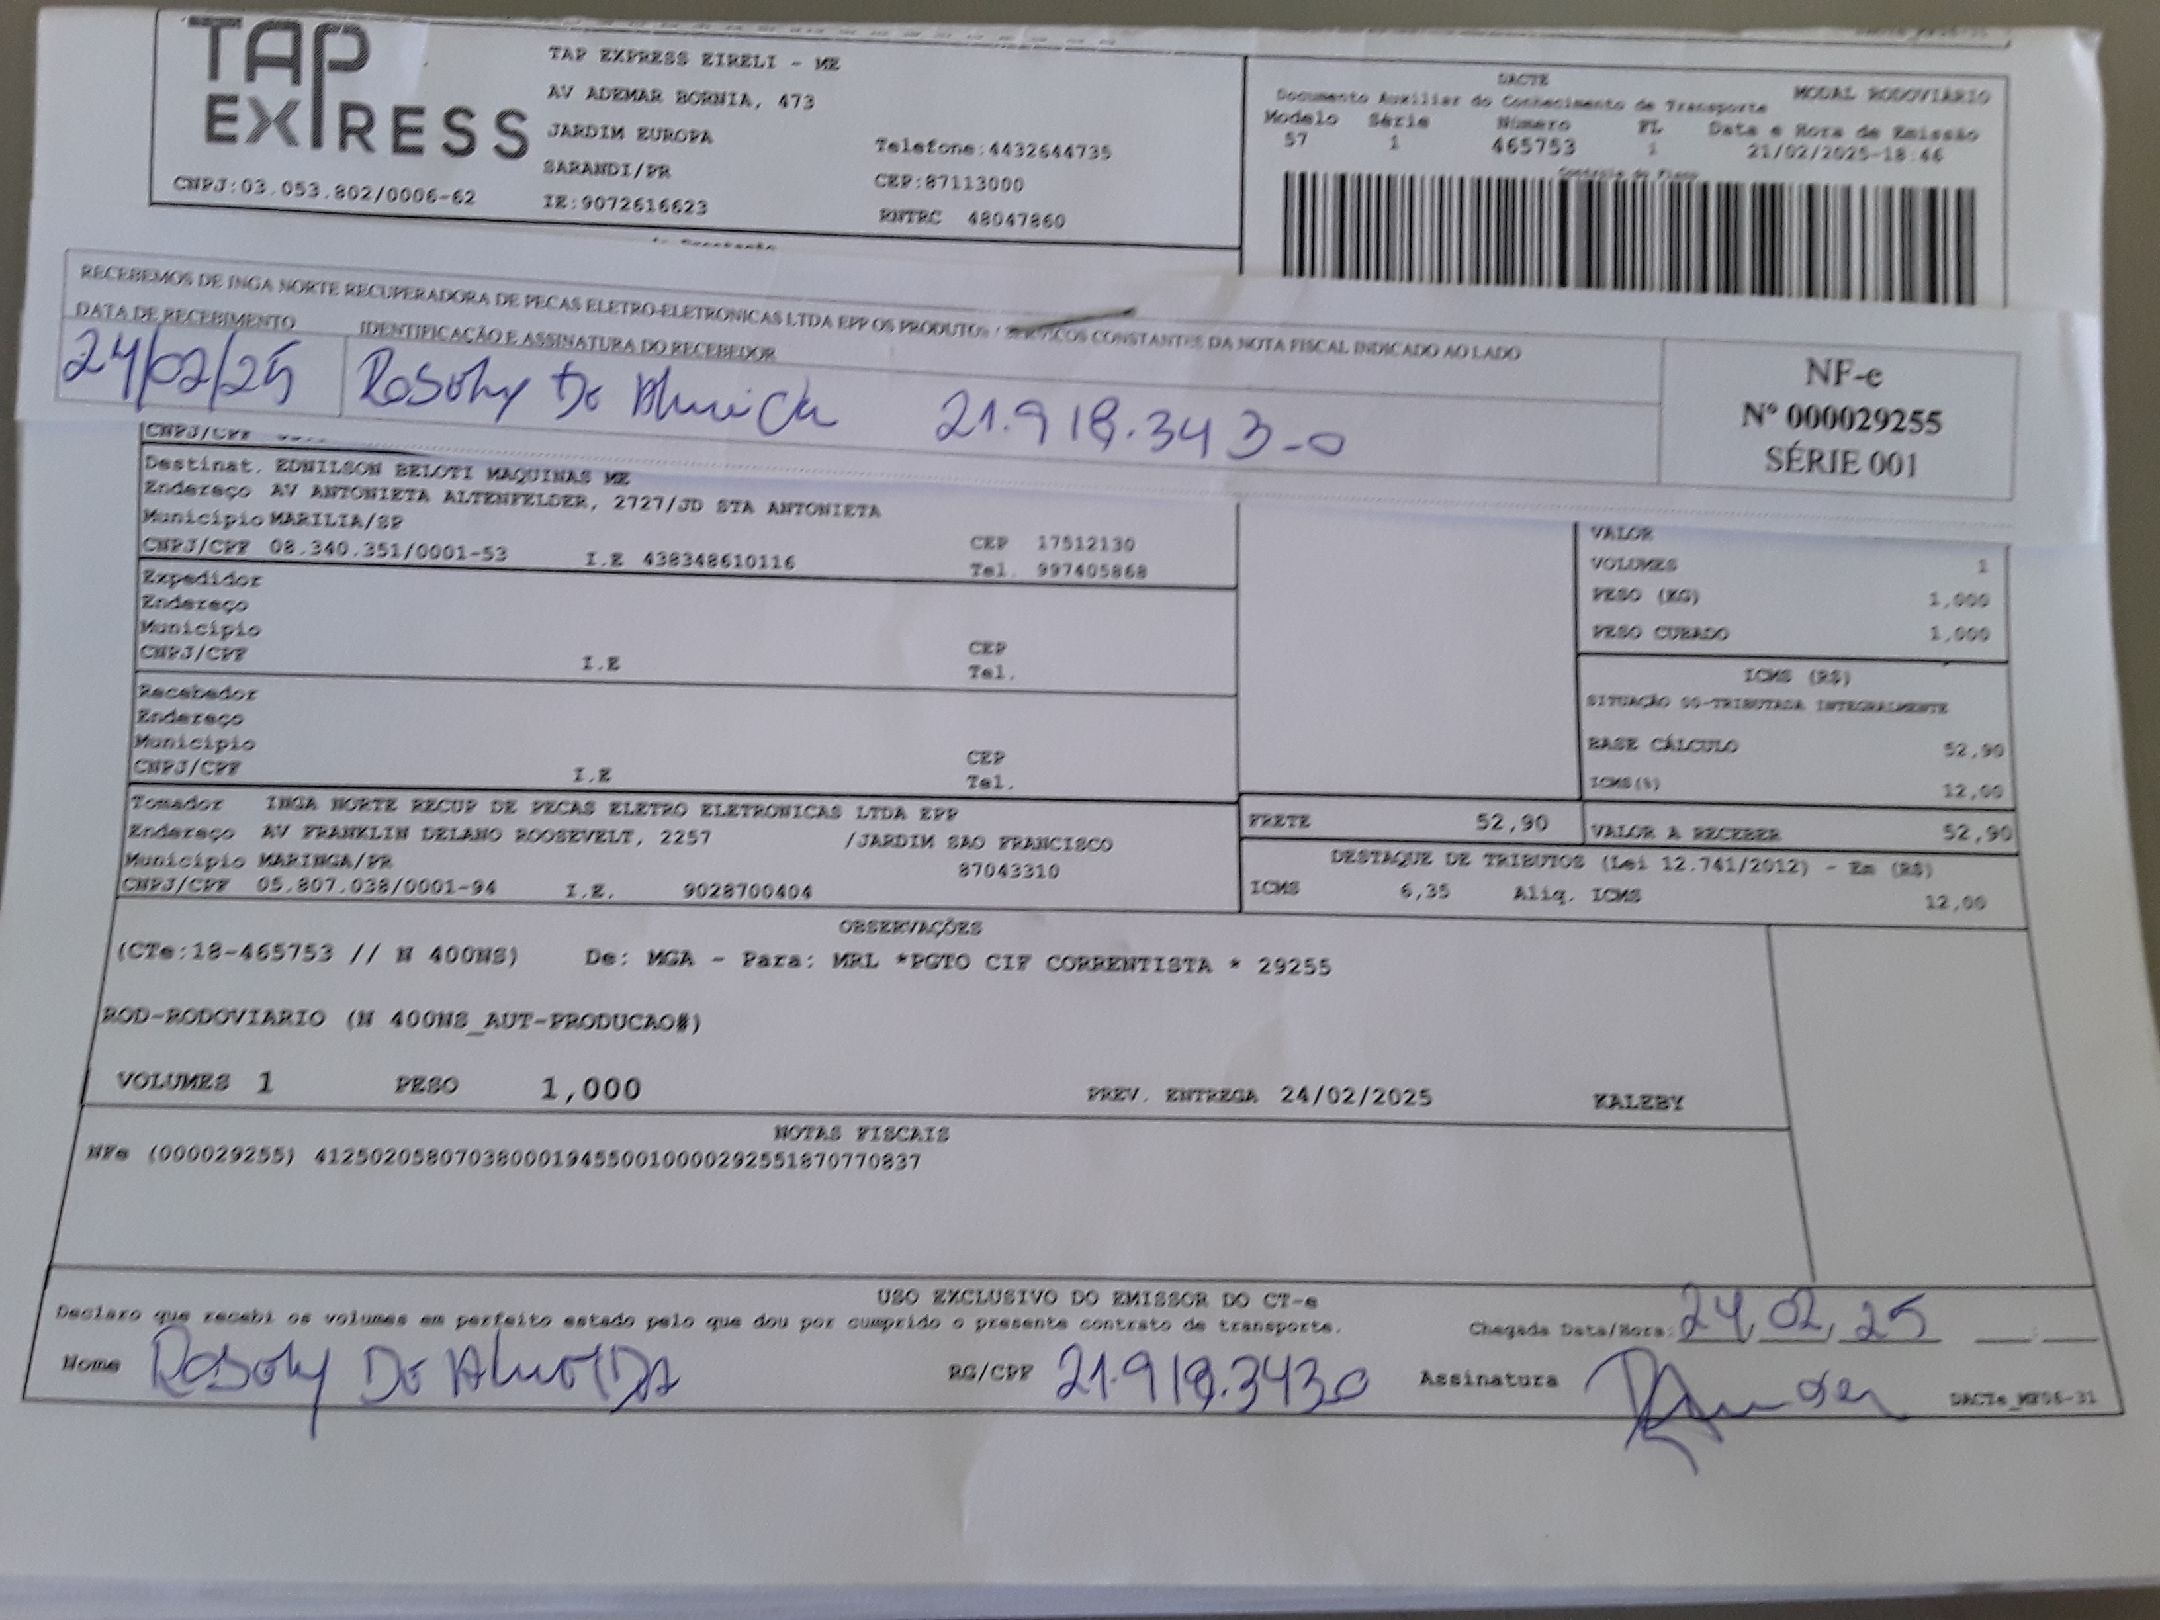 TAP
EXPRESS
CNPJ:03.053.802/0006-62
TAP EXPRESS EIRELI - ME
AV ADEMAR BORNIA, 473
JARDIM EUROPA
SARANDI/PR
IE:9072616623
Telefone:4432644735
CEP:87113000
RNTRC 48047860
DACTE
MODAL RODOVIARIO
Documento Auxiliar do Conhecimento de Transporte
Modelo Série Número FL Data e Hora de Emissão
57 1 465753 1 21/02/2025-18:46
Controle do Fisco
RECEBEMOS DE INGA NORTE RECUPERADORA DE PECAS ELETRO-ELETRONICAS LTDA EPP OS PRODUTOS / SERVIÇOS CONSTANTES DA NOTA FISCAL INDICADO AO LADO
DATA DE RECEBIMENTO IDENTIFICAÇÃO E ASSINATURA DO RECEBEDOR
24/02/25 De Almeida 21.918.343-0
NF-e
Nº 000029255
SÉRIE 001
CNPJ/CPF
Destinat. EDNILSON BELOTI MAQUINAS ME
Endereço AV ANTONIETA ALTENFELDER, 2727/JD STA ANTONIETA
Município MARILIA/SP CEP 17512130
CNPJ/CPF 08.340.351/0001-53 I.E 438348610116 Tel. 997405868
Expedidor
Endereço
Município CEP
CNPJ/CPF I.E Tel.
Recebedor
Endereço
Município CEP
CNPJ/CPF I.E Tel.
Tomador INGA NORTE RECUP DE PECAS ELETRO ELETRONICAS LTDA EPP
Endereço AV FRANKLIN DELANO ROOSEVELT, 2257 /JARDIM SAO FRANCISCO
Município MARINGA/PR 87043310
CNPJ/CPF 05.807.038/0001-94 I.E. 9028700404
VALOR
VOLUMES 1
PESO (KG) 1,000
PESO CUBADO 1,000
ICMS (R$)
SITUAÇÃO 00-TRIBUTADA INTEGRALMENTE
BASE CÁLCULO 52,90
ICMS(%) 12,00
FRETE 52,90 VALOR A RECEBER 52,90
DESTAQUE DE TRIBUTOS (Lei 12.741/2012) - Em (R$)
ICMS 6,35 Aliq. ICMS 12,00
OBSERVAÇÕES
(CTe:18-465753 // N 400NS) De: MGA - Para: MRL *PGTO CIF CORRENTISTA * 29255
ROD-RODOVIARIO (N 400NS_AUT-PRODUCAO#)
VOLUMES 1 PESO 1,000 PREV. ENTREGA 24/02/2025 KALEBY
NOTAS FISCAIS
NFe (000029255) 41250205807038000194550010000292551870770837
USO EXCLUSIVO DO EMISSOR DO CT-e
Declaro que recebi os volumes em perfeito estado pelo que dou por cumprido o presente contrato de transporte. Chegada Data/Hora: 24 02 25
Nome De Almeida RG/CPF 21.918.3430 Assinatura